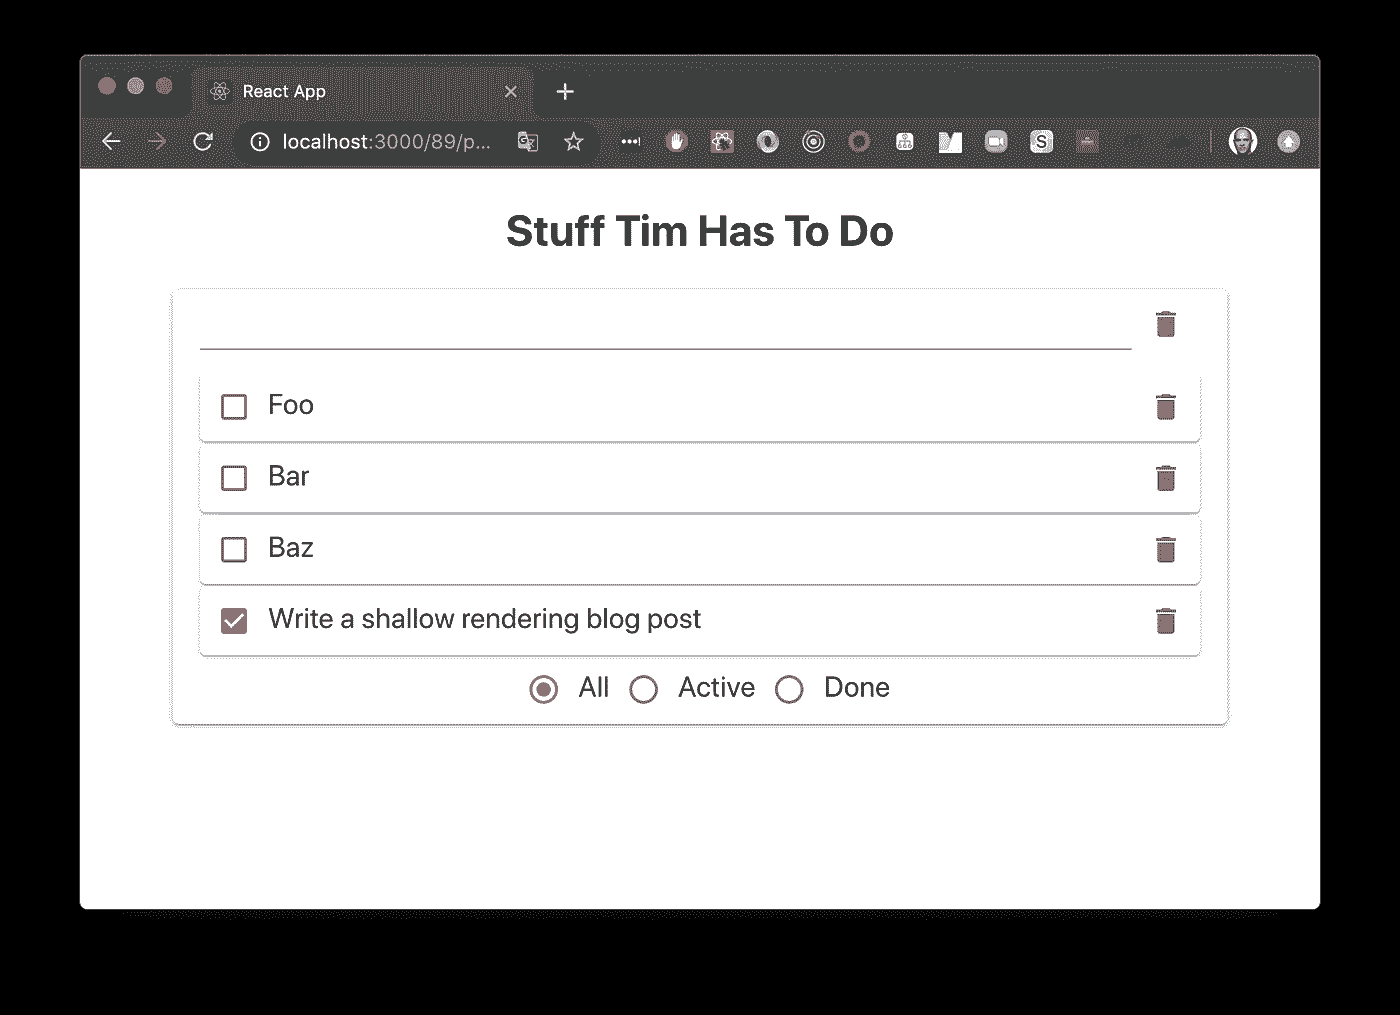 React App
localhost:3000/89/p...
S
Stuff Tim Has To Do
Foo
Bar
Baz
Write a shallow rendering blog post
All Active Done